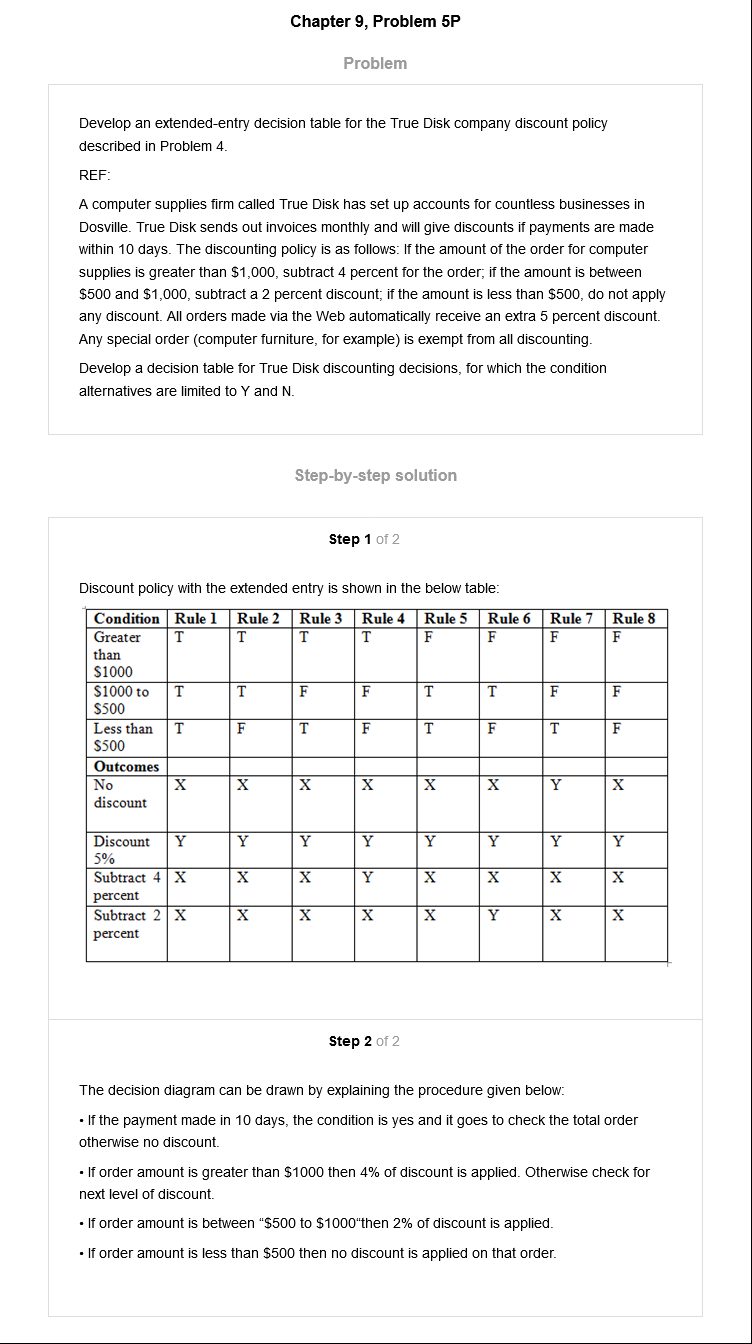 Chapter 9, Problem 5P
Problem
Develop an extended-entry decision table for the True Disk company discount policy
described in Problem 4.
REF:
A computer supplies firm called True Disk has set up accounts for countless businesses in
Dosville. True Disk sends out invoices monthly and will give discounts if payments are made
within 10 days. The discounting policy is as follows: If the amount of the order for computer
supplies is greater than $1,000, subtract 4 percent for the order; if the amount is between
$500 and $1,000, subtract a 2 percent discount; if the amount is less than $500, do not apply
any discount. All orders made via the Web automatically receive an extra 5 percent discount.
Any special order (computer furniture, for example) is exempt from all discounting.
Develop a decision table for True Disk discounting decisions, for which the condition
alternatives are limited to Y and N.
Step-by-step solution
Step 1 of 2
Discount policy with the extended entry is shown in the below table:
Condition Rule 1 Rule 2 Rule 3 Rule 4 Rule 5 Rule 6 Rule 7 Rule 8
Greater T T T T F F F F
than
$1000
$1000 to T T F F T T F F
$500
Less than T F T F T F T F
$500
Outcomes
No X X X X X X Y X
discount
Discount Y Y Y Y Y Y Y Y
5%
Subtract 4 X X X Y X X X X
percent
Subtract 2 X X X X X Y X X
percent
Step 2 of 2
The decision diagram can be drawn by explaining the procedure given below:
• If the payment made in 10 days, the condition is yes and it goes to check the total order
otherwise no discount.
• If order amount is greater than $1000 then 4% of discount is applied. Otherwise check for
next level of discount.
• If order amount is between “$500 to $1000“then 2% of discount is applied.
• If order amount is less than $500 then no discount is applied on that order.